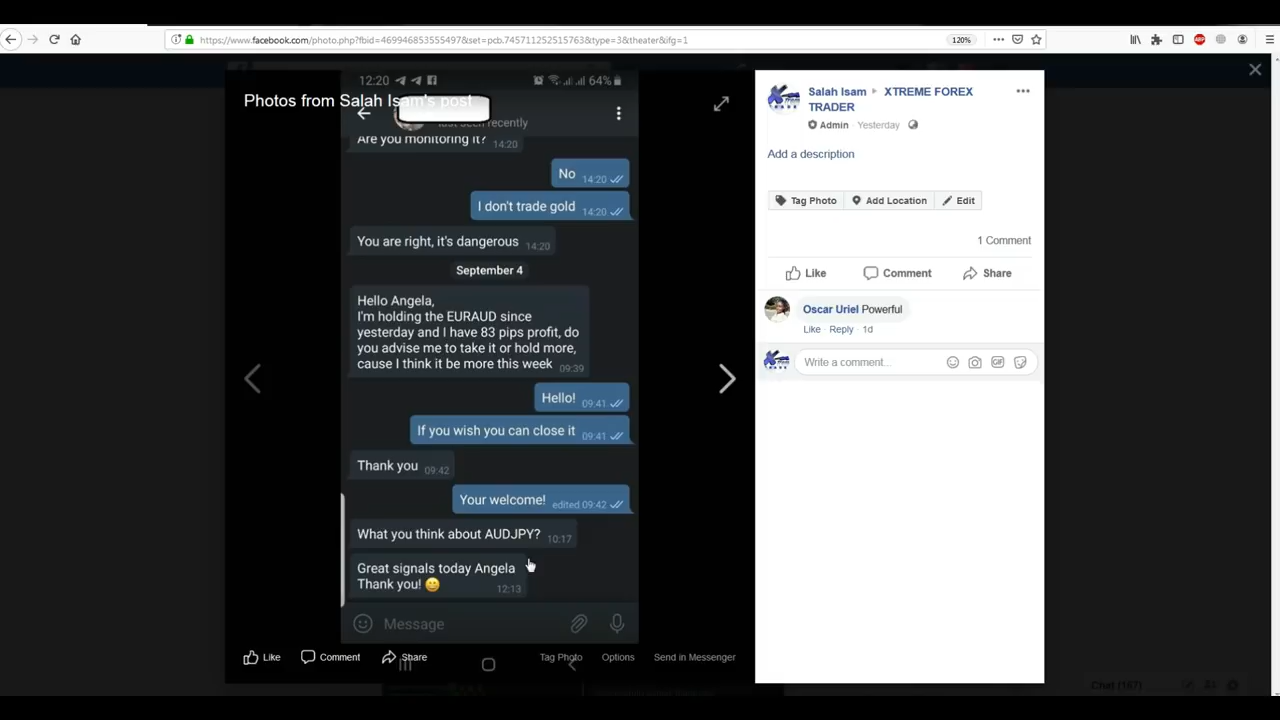 https://www.facebook.com/photo.php?fbid=469946853555497&set=pcb.745711252515763&type=3&theater&ifg=1
120%
ABP
12:20
64%
Photos from Salah Isam's post
last seen recently
Are you monitoring it? 14:20
No 14:20
I don't trade gold 14:20
You are right, it's dangerous 14:20
September 4
Hello Angela,
I'm holding the EURAUD since
yesterday and I have 83 pips profit, do
you advise me to take it or hold more,
cause I think it be more this week 09:39
Hello! 09:41
If you wish you can close it 09:41
Thank you 09:42
Your welcome! edited 09:42
What you think about AUDJPY? 10:17
Great signals today Angela
Thank you! 😊 12:13
Message
Like Comment Share Tag Photo Options Send in Messenger
Salah Isam ▸ XTREME FOREX
TRADER
Admin Yesterday
Add a description
Tag Photo Add Location Edit
1 Comment
Like Comment Share
Oscar Uriel Powerful
Like · Reply · 1d
Write a comment...
GIF
Chat (167)